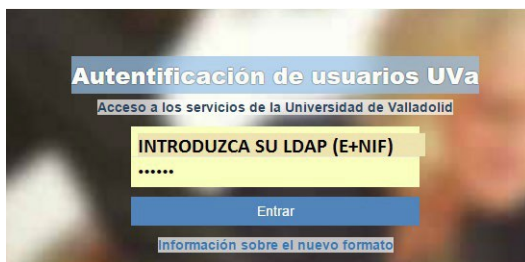 Autentificación de usuarios UVa
Acceso a los servicios de la Universidad de Valladolid
INTRODUZCA SU LDAP (E+NIF)
••••••
Entrar
Información sobre el nuevo formato